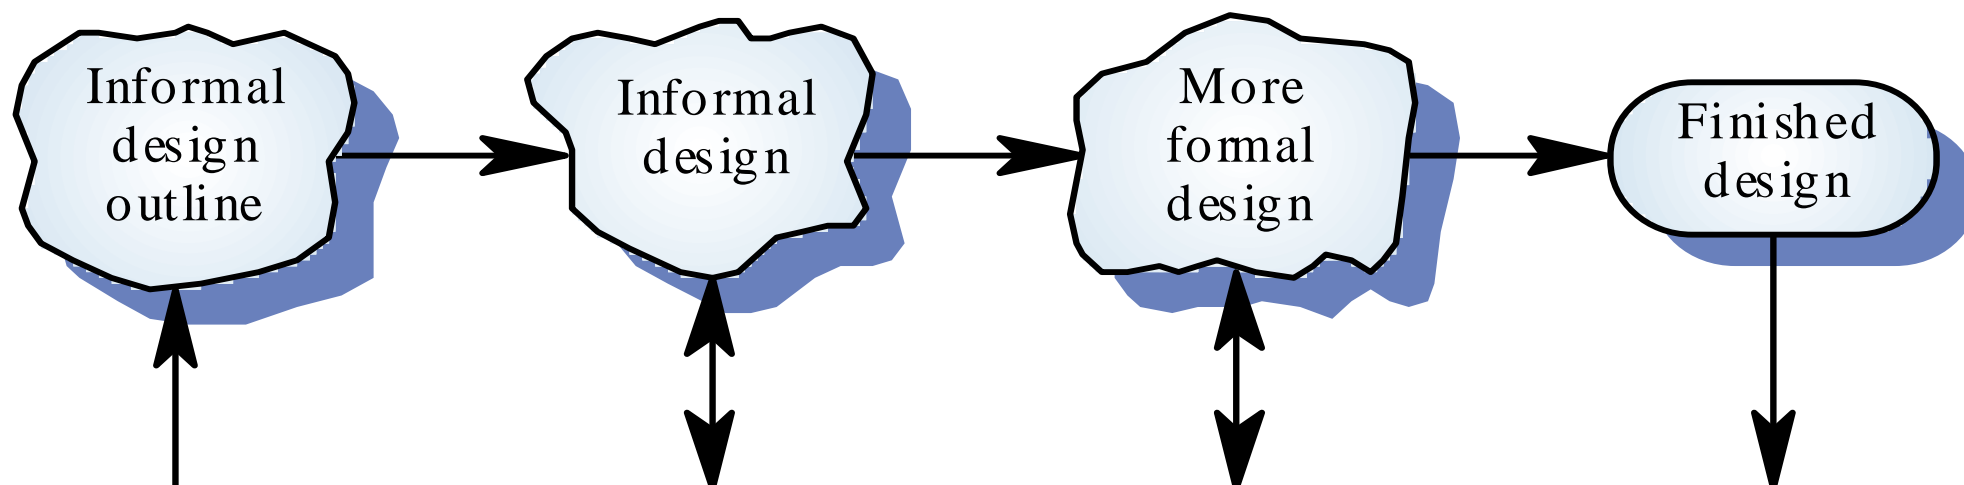 Informal
design
outline
Informal
design
More
formal
design
Finished
design